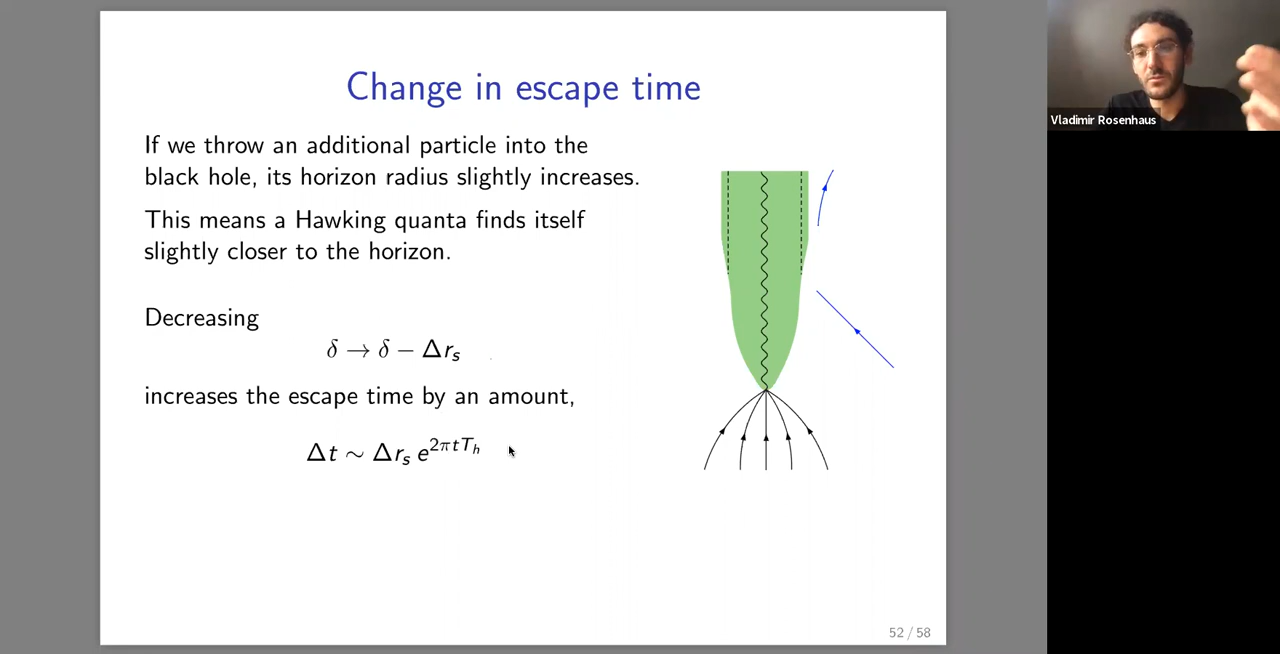 Change in escape time
If we throw an additional particle into the
black hole, its horizon radius slightly increases.
This means a Hawking quanta finds itself
slightly closer to the horizon.
Decreasing
δ → δ − Δrₛ
increases the escape time by an amount,
Δt ∼ Δrₛ e^{2πtT_h}
52 / 58
Vladimir Rosenhaus